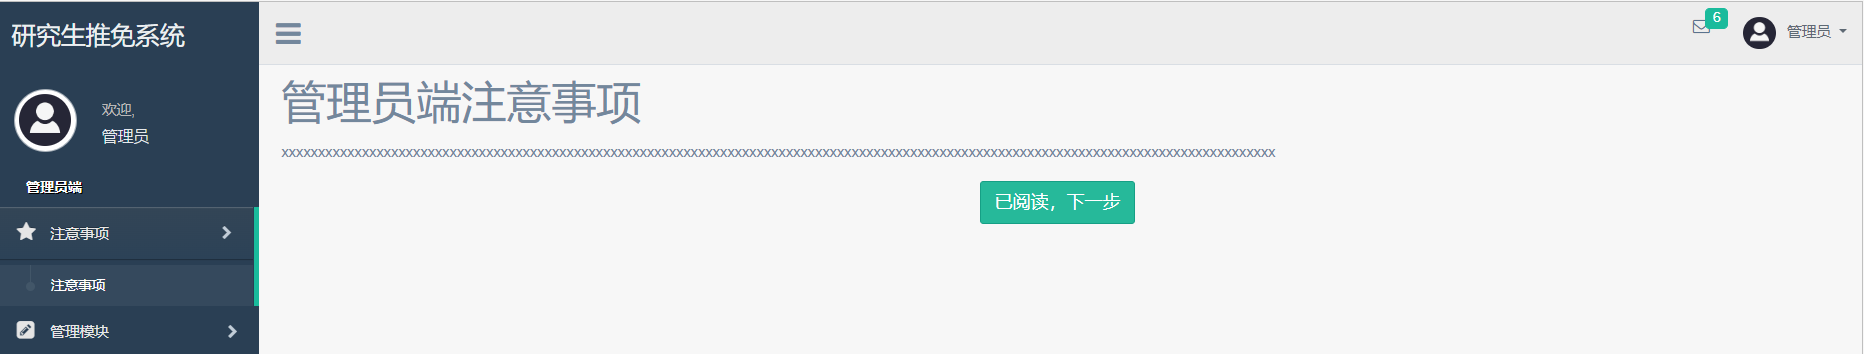 研究生推免系统
6
管理员
欢迎,
管理员
管理员端
注意事项
注意事项
管理模块
管理员端注意事项
xxxxxxxxxxxxxxxxxxxxxxxxxxxxxxxxxxxxxxxxxxxxxxxxxxxxxxxxxxxxxxxxxxxxxxxxxxxxxxxxxxxxxxxxxxxxxxxxxxxxxxxxxxxxxxxxxxxxxxxxxxxxxxxxxxxxxxxxxxxxxx
已阅读，下一步